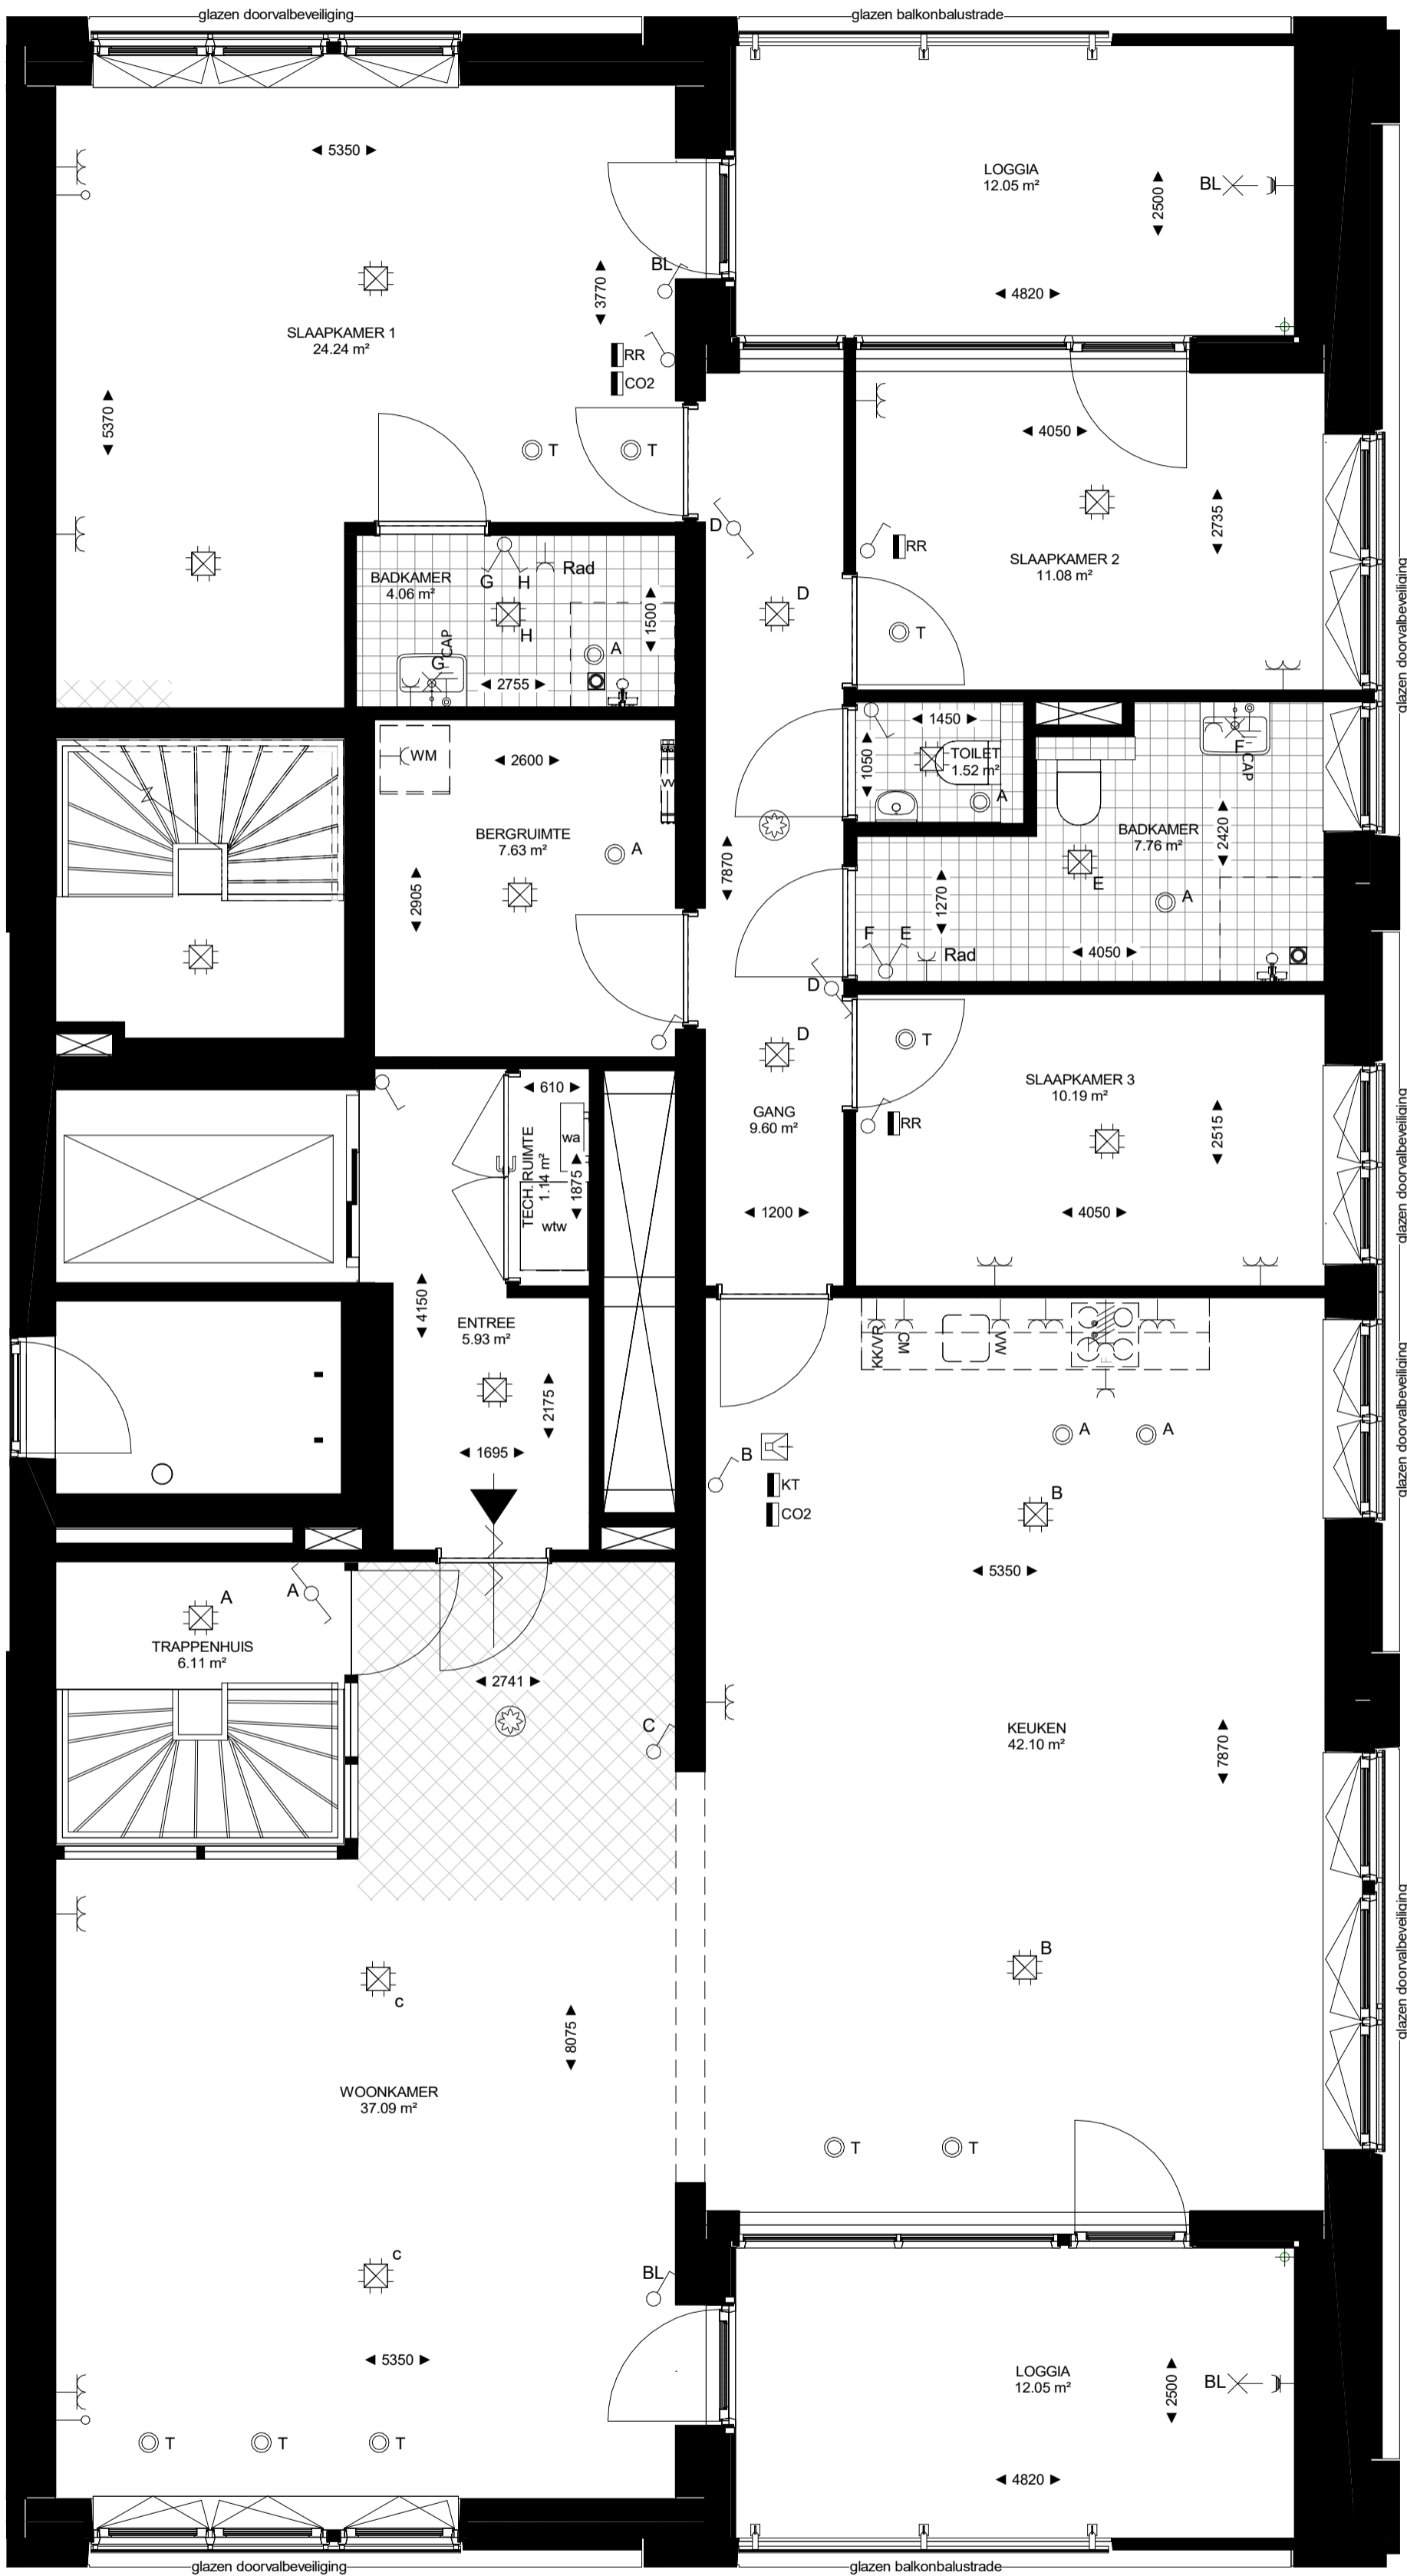 glazen doorvalbeveiliging
glazen balkonbalustrade
5350
LOGGIA
12.05 m²
2500
BL
4820
BL
3770
SLAAPKAMER 1
24.24 m²
RR
CO2
5370
T
T
4050
D
RR
2735
SLAAPKAMER 2
11.08 m²
glazen doorvalbeveiliging
BADKAMER
4.06 m²
G
H
Rad
H
1500
D
T
A
CAP
G
2755
1450
1050
TOILET
1.52 m²
A
F
CAP
WM
2600
W
BERGRUIMTE
7.63 m²
A
7870
BADKAMER
7.76 m²
2420
E
A
2905
1270
F
E
Rad
4050
D
D
T
SLAAPKAMER 3
10.19 m²
RR
2515
glazen doorvalbeveiliging
610
wa
TECH. RUIMTE
1.14 m²
1875
wtw
GANG
9.60 m²
1200
4050
4150
ENTREE
5.93 m²
KK/VR
CM
VW
glazen doorvalbeveiliging
2175
1695
B
KT
CO2
A
A
B
5350
A
A
TRAPPENHUIS
6.11 m²
2741
C
KEUKEN
42.10 m²
7870
glazen doorvalbeveiliging
c
B
8075
WOONKAMER
37.09 m²
T
T
c
BL
5350
LOGGIA
12.05 m²
2500
BL
T
T
T
4820
glazen doorvalbeveiliging
glazen balkonbalustrade